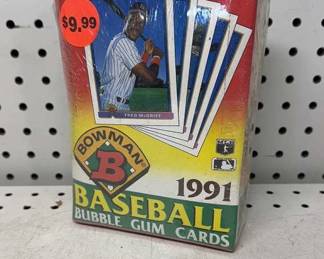 $9.99
FRED McGRIFF
BOWMAN
B
1991
BASEBALL
BUBBLE GUM CARDS